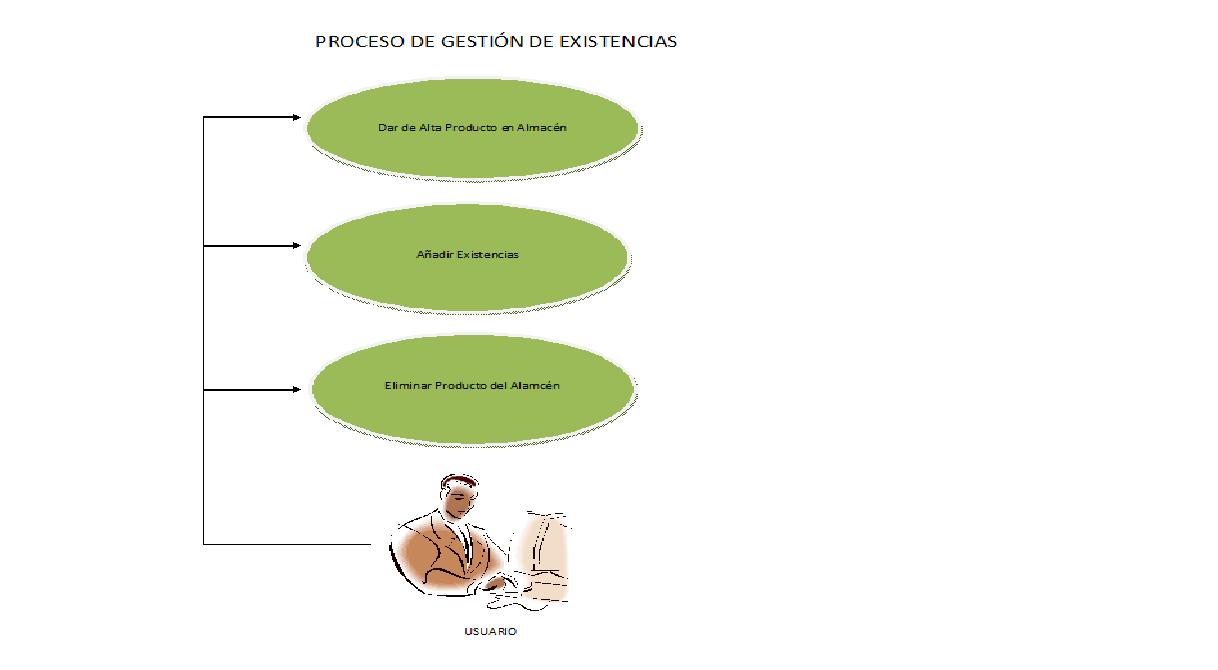 PROCESO DE GESTIÓN DE EXISTENCIAS
Dar de Alta Producto en Almacén
Añadir Existencias
Eliminar Producto del Alamcén
USUARIO